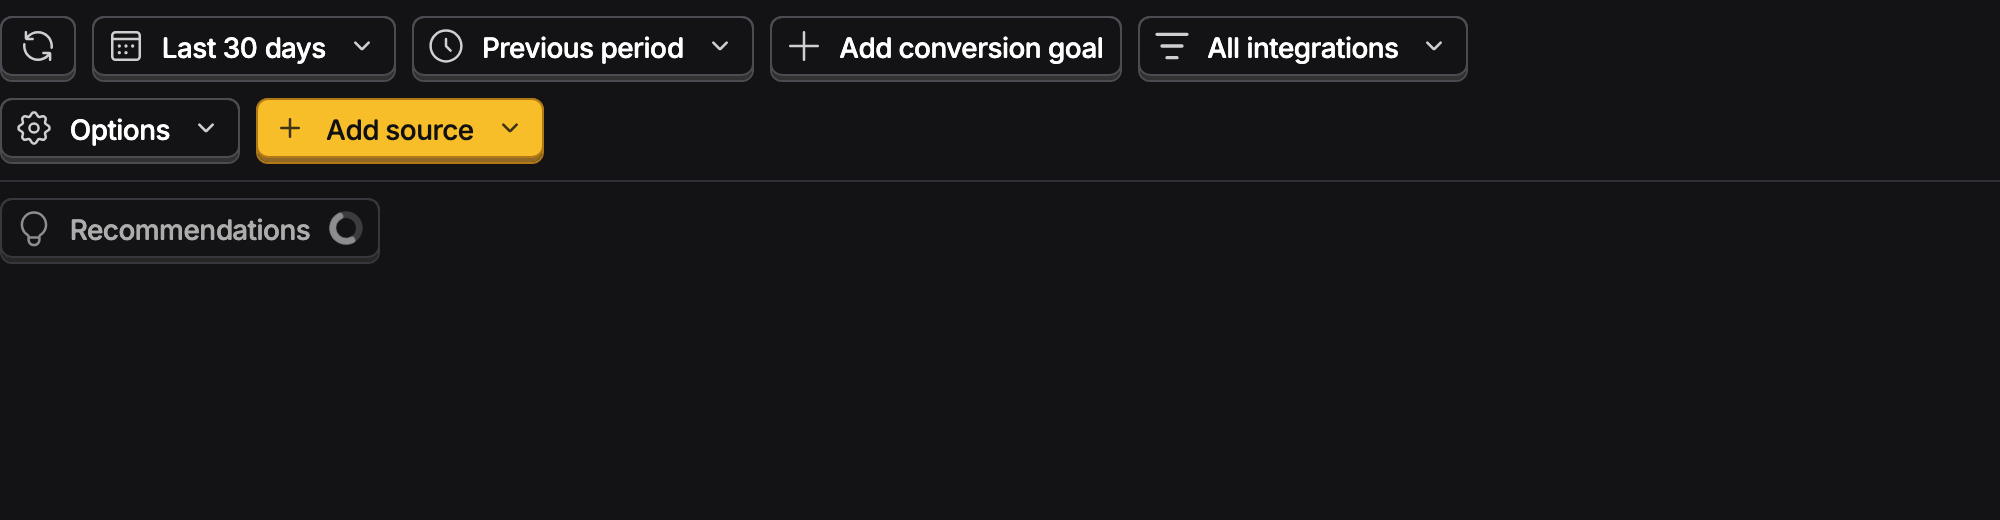 Last 30 days Previous period Add conversion goal All integrations
Options Add source
Recommendations